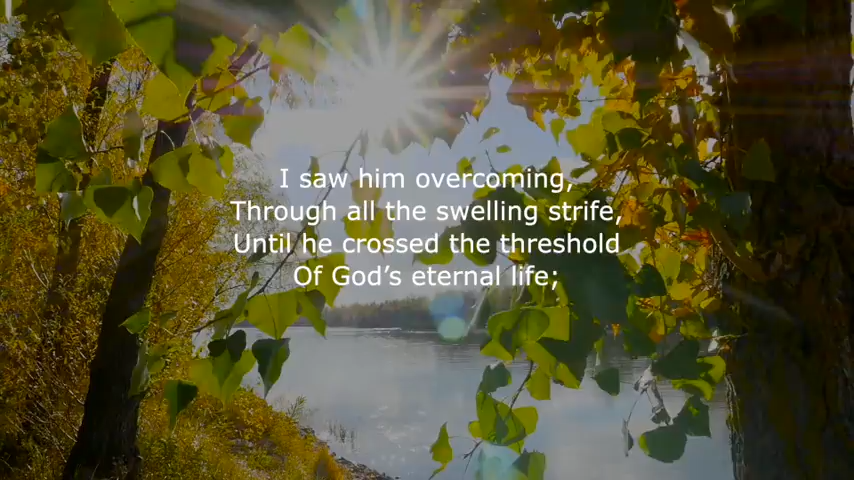 I saw him overcoming,
Through all the swelling strife,
Until he crossed the threshold
Of God’s eternal life;